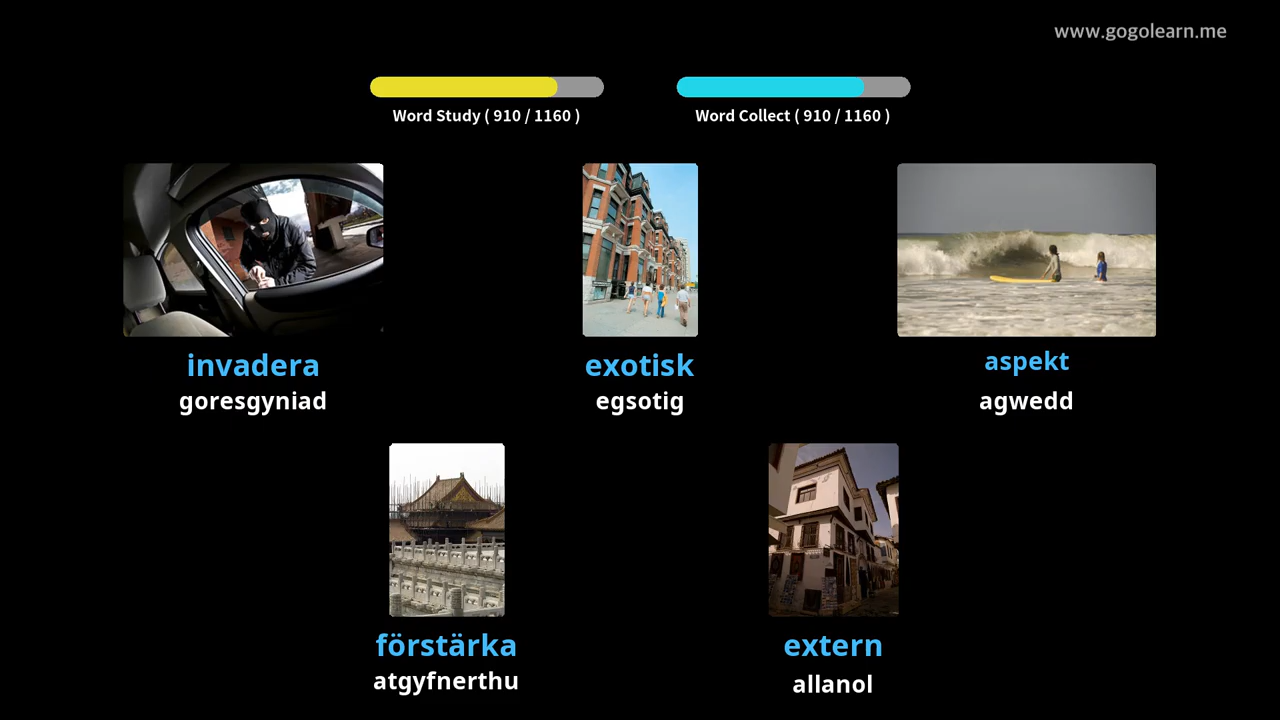 www.gogolearn.me
Word Study ( 910 / 1160 )
Word Collect ( 910 / 1160 )
invadera
goresgyniad
exotisk
egsotig
aspekt
agwedd
förstärka
atgyfnerthu
extern
allanol